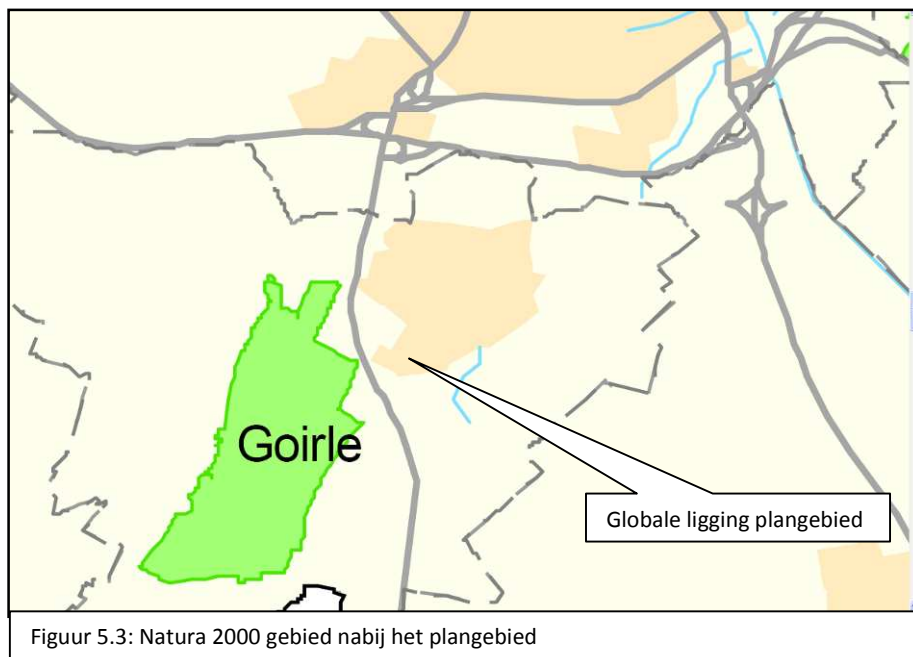 Goirle
Globale ligging plangebied
Figuur 5.3: Natura 2000 gebied nabij het plangebied